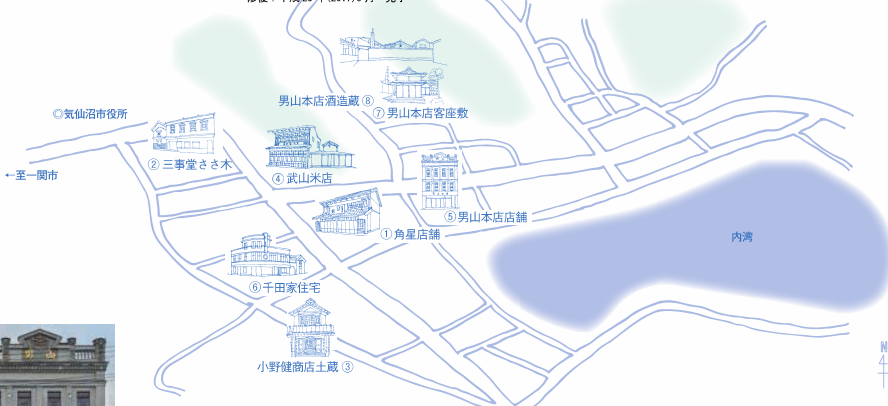 男山本店酒造蔵 ⑧
⑦ 男山本店客座敷
◎気仙沼市役所
② 三事堂ささ木
④ 武山米店
←至一関市
⑤ 男山本店店舗
① 角星店舗
内湾
⑥ 千田家住宅
小野健商店土蔵 ③
男山
N